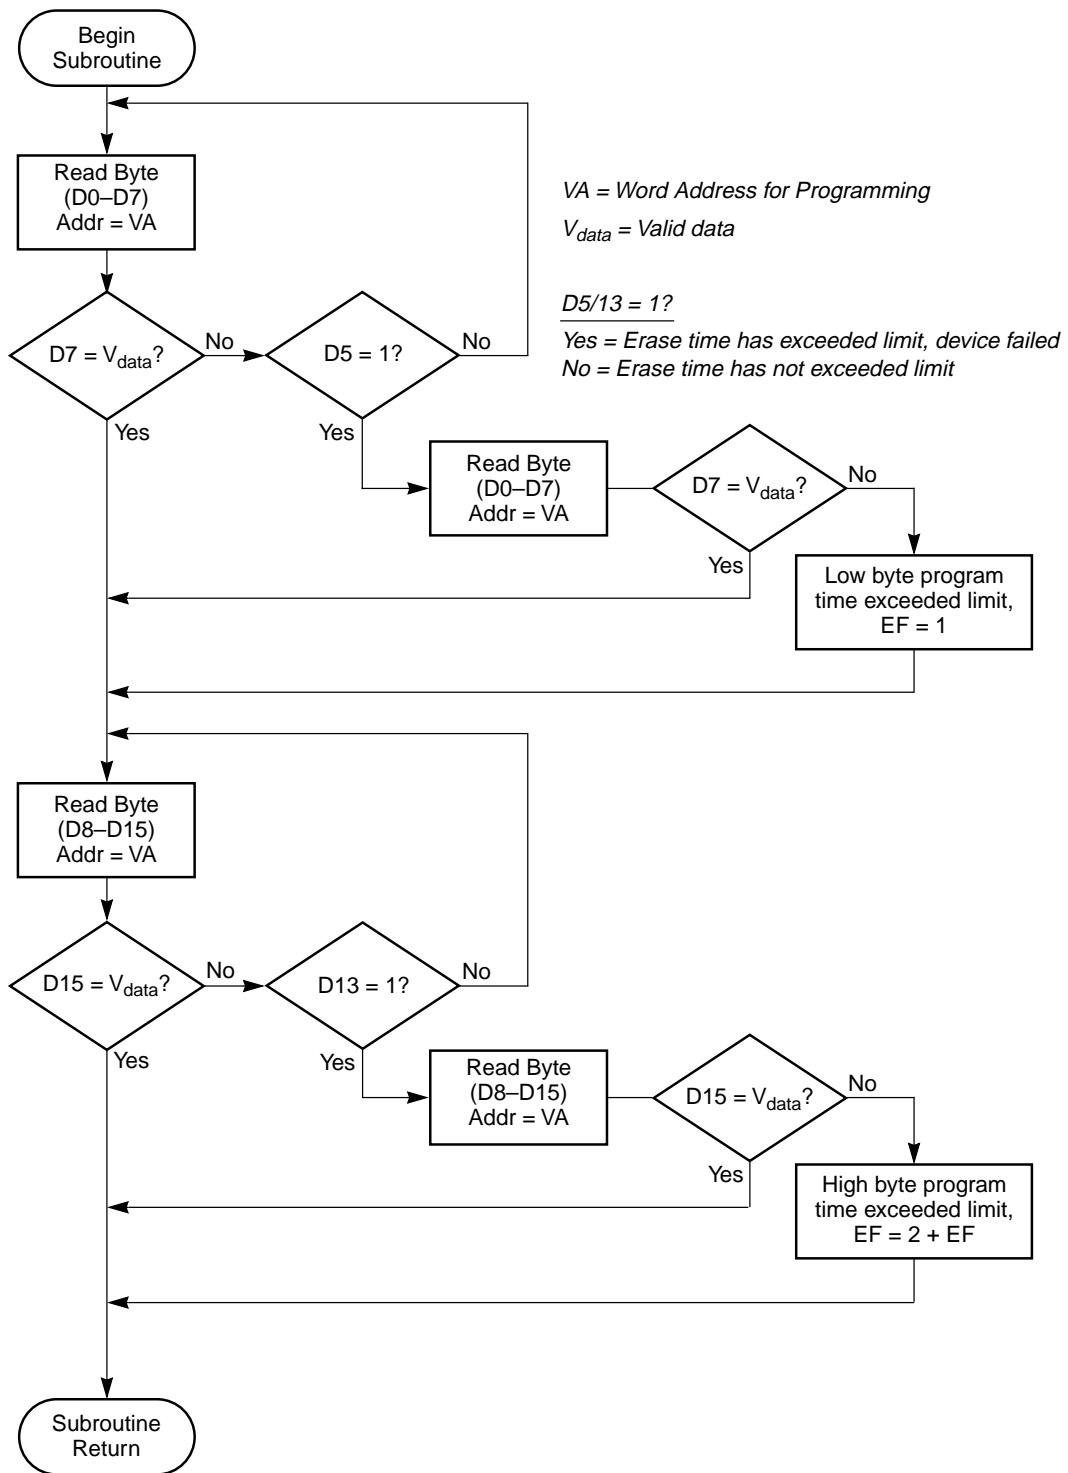 Begin
Subroutine
Read Byte
(D0–D7)
Addr = VA
VA = Word Address for Programming
Vdata = Valid data
D5/13 = 1?
Yes = Erase time has exceeded limit, device failed
No = Erase time has not exceeded limit
D7 = Vdata?
No
D5 = 1?
No
Yes
Yes
Read Byte
(D0–D7)
Addr = VA
D7 = Vdata?
No
Yes
Low byte program
time exceeded limit,
EF = 1
Read Byte
(D8–D15)
Addr = VA
D15 = Vdata?
No
D13 = 1?
No
Yes
Yes
Read Byte
(D8–D15)
Addr = VA
D15 = Vdata?
No
Yes
High byte program
time exceeded limit,
EF = 2 + EF
Subroutine
Return